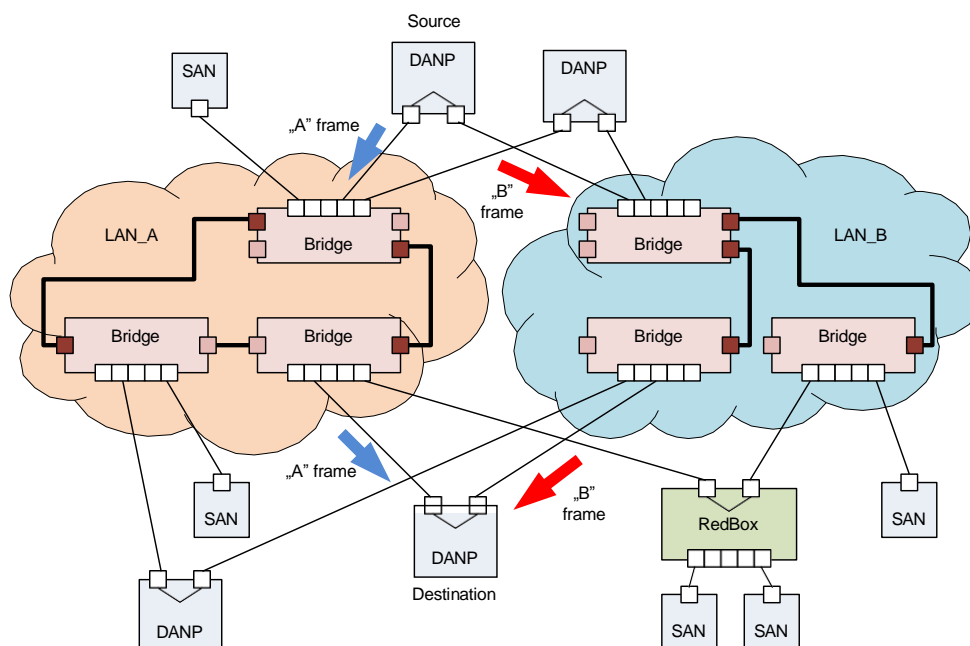 Source
SAN
DANP
DANP
„A” frame
„B”
frame
LAN_A
Bridge
Bridge
LAN_B
Bridge
Bridge
Bridge
Bridge
„A” frame
„B”
frame
SAN
DANP
RedBox
SAN
Destination
DANP
SAN
SAN